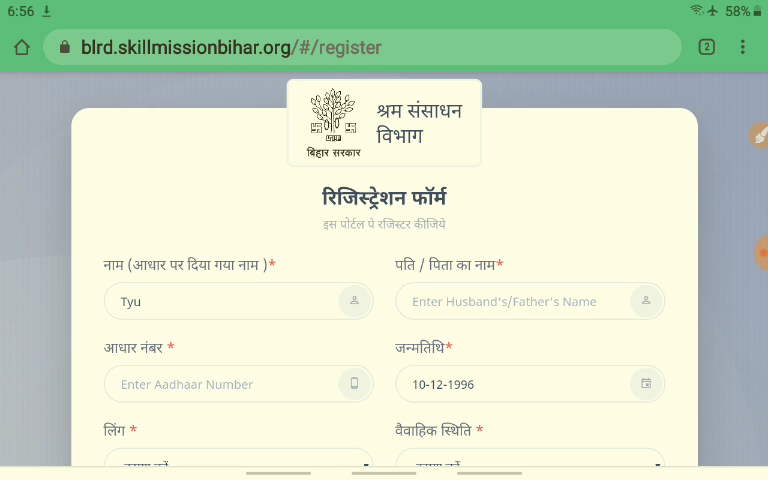 6:56
58%
blrd.skillmissionbihar.org/#/register
2
श्रम संसाधन
विभाग
बिहार सरकार
रिजिस्ट्रेशन फॉर्म
इस पोर्टल पे रजिस्टर कीजिये
नाम (आधार पर दिया गया नाम )*
पति / पिता का नाम*
Tyu
Enter Husband's/Father's Name
आधार नंबर *
जन्मतिथि*
Enter Aadhaar Number
10-12-1996
लिंग *
वैवाहिक स्थिति *